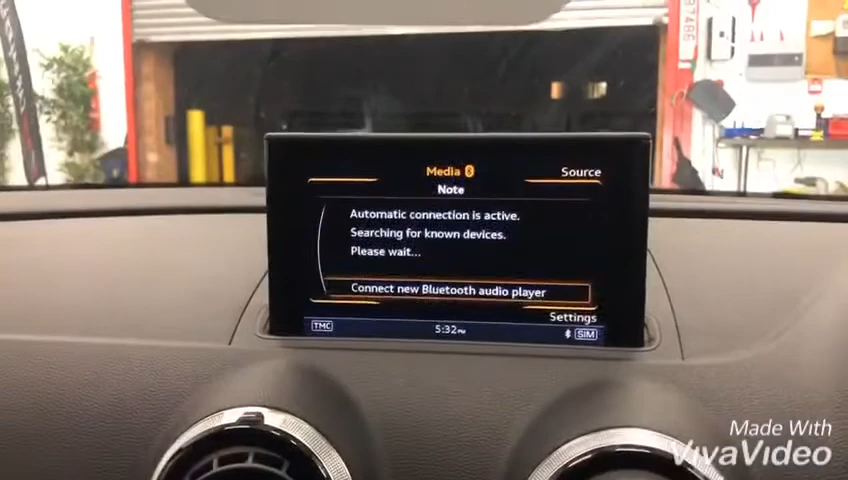 Media
Source
Note
Automatic connection is active.
Searching for known devices.
Please wait...
Connect new Bluetooth audio player
Settings
TMC
5:32 PM
SIM
Made With
VivaVideo